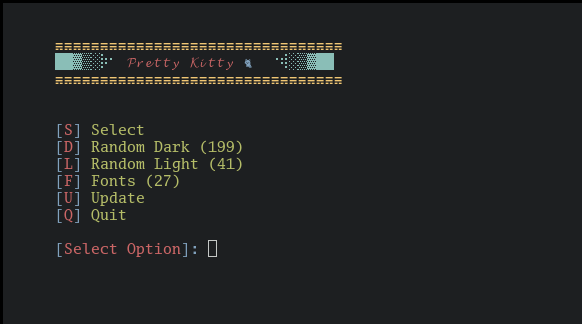 Pretty Kitty 🐈
[S] Select
[D] Random Dark (199)
[L] Random Light (41)
[F] Fonts (27)
[U] Update
[Q] Quit
[Select Option]: